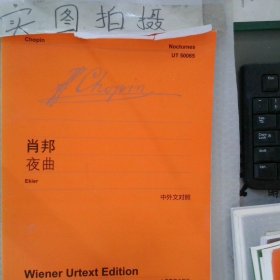 实图拍摄
Chopin
Nocturnes
UT 50065
Chopin
肖邦
夜曲
Ekier
中外文对照
Wiener Urtext Edition